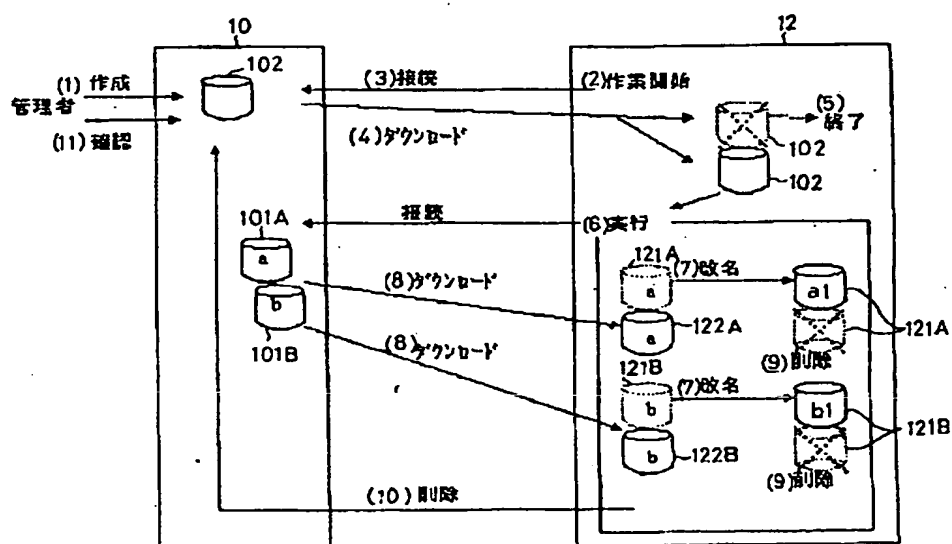 10
12
102
(1) 作成
管理者
(11) 確認
(3)接続
(2)作業開始
(4)ダウンロード
(5)
終了
102
102
接続
(6)実行
101A
a
b
101B
(8)ダウンロード
(8)ダウンロード
121A
(7)改名
a
a1
a
122A
121A
(9)削除
121B
(7)改名
b
b1
b
122B
121B
(9)削除
(10)削除